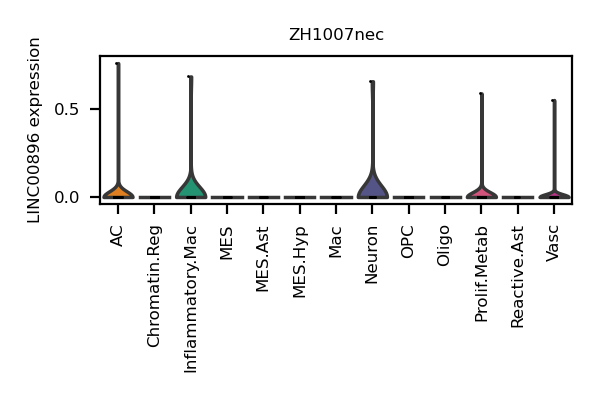 ZH1007nec
LINC00896 expression
0.5
0.0
AC
Chromatin.Reg
Inflammatory.Mac
MES
MES.Ast
MES.Hyp
Mac
Neuron
OPC
Oligo
Prolif.Metab
Reactive.Ast
Vasc